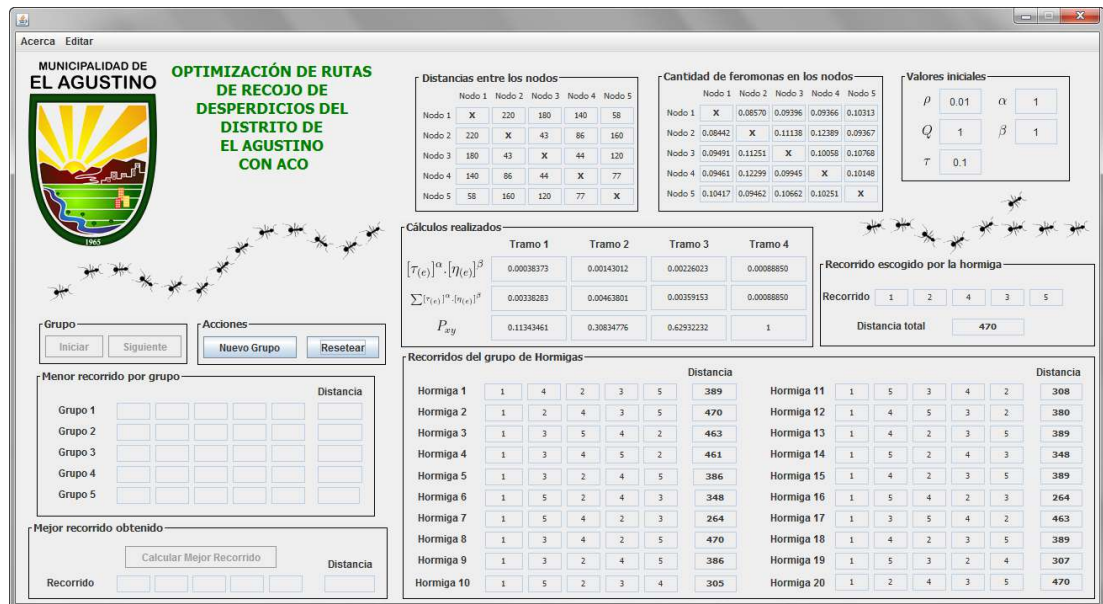 Acerca Editar
MUNICIPALIDAD DE
EL AGUSTINO
1965
OPTIMIZACIÓN DE RUTAS
DE RECOJO DE
DESPERDICIOS DEL
DISTRITO DE
EL AGUSTINO
CON ACO
Distancias entre los nodos
Nodo 1 Nodo 2 Nodo 3 Nodo 4 Nodo 5
Nodo 1 X 220 180 140 58
Nodo 2 220 X 43 86 160
Nodo 3 180 43 X 44 120
Nodo 4 140 86 44 X 77
Nodo 5 58 160 120 77 X
Cantidad de feromonas en los nodos
Nodo 1 Nodo 2 Nodo 3 Nodo 4 Nodo 5
Nodo 1 X 0.08570 0.09396 0.09366 0.10313
Nodo 2 0.08442 X 0.11138 0.12389 0.09367
Nodo 3 0.09491 0.11251 X 0.10058 0.10768
Nodo 4 0.09461 0.12299 0.09945 X 0.10148
Nodo 5 0.10417 0.09462 0.10662 0.10251 X
Valores iniciales
ρ 0.01 α 1
Q 1 β 1
τ 0.1
Cálculos realizados
Tramo 1 Tramo 2 Tramo 3 Tramo 4
[τ(e)]^α.[η(e)]^β 0.00038373 0.00143012 0.00226023 0.00088850
∑[τ(e)]^α.[η(e)]^β 0.00338283 0.00463801 0.00359153 0.00088850
Pxy 0.11343461 0.30834776 0.62932232 1
Recorrido escogido por la hormiga
Recorrido 1 2 4 3 5
Distancia total 470
Grupo
Iniciar Siguiente
Acciones
Nuevo Grupo Resetear
Menor recorrido por grupo
Distancia
Grupo 1
Grupo 2
Grupo 3
Grupo 4
Grupo 5
Mejor recorrido obtenido
Calcular Mejor Recorrido Distancia
Recorrido
Recorridos del grupo de Hormigas
Distancia
Hormiga 1 1 4 2 3 5 389
Hormiga 2 1 2 4 3 5 470
Hormiga 3 1 3 5 4 2 463
Hormiga 4 1 3 4 5 2 461
Hormiga 5 1 3 2 4 5 386
Hormiga 6 1 5 2 4 3 348
Hormiga 7 1 5 4 2 3 264
Hormiga 8 1 3 4 2 5 470
Hormiga 9 1 3 2 4 5 386
Hormiga 10 1 5 2 3 4 305
Distancia
Hormiga 11 1 5 3 4 2 308
Hormiga 12 1 4 5 3 2 380
Hormiga 13 1 4 2 3 5 389
Hormiga 14 1 5 2 4 3 348
Hormiga 15 1 4 2 3 5 389
Hormiga 16 1 5 4 2 3 264
Hormiga 17 1 3 5 4 2 463
Hormiga 18 1 4 2 3 5 389
Hormiga 19 1 5 3 2 4 307
Hormiga 20 1 2 4 3 5 470